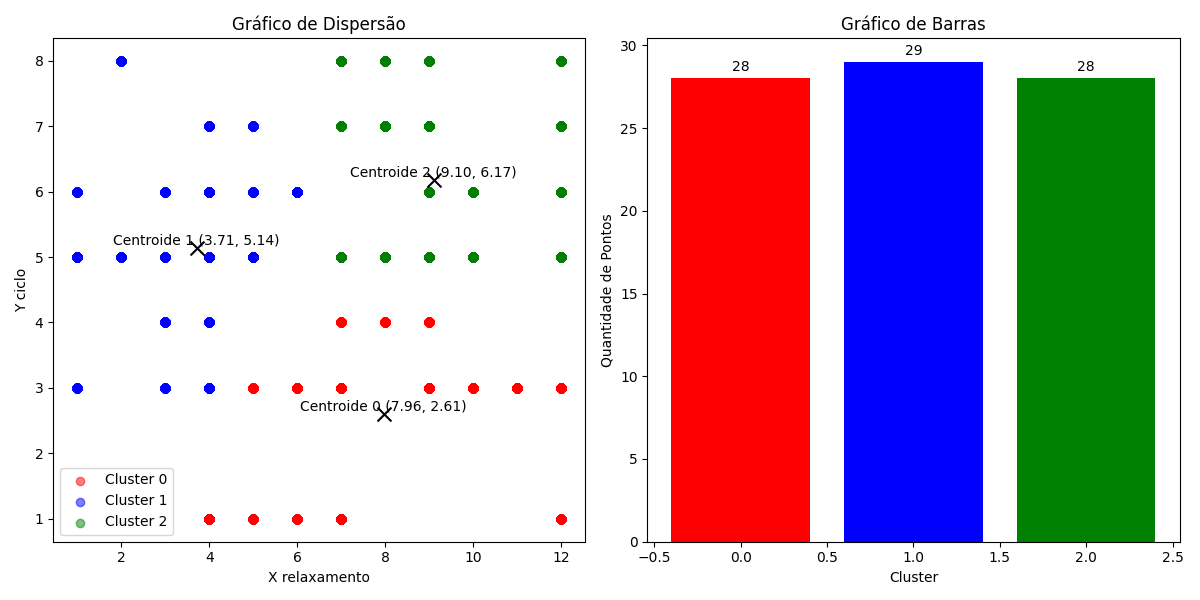 Gráfico de Dispersão
8
7
6
5
4
3
2
1
Y ciclo
Centroide 2 (9.10, 6.17)
Centroide 1 (3.71, 5.14)
Centroide 0 (7.96, 2.61)
Cluster 0
Cluster 1
Cluster 2
2 4 6 8 10 12
X relaxamento
Gráfico de Barras
30
25
20
15
10
5
0
Quantidade de Pontos
28 29 28
−0.5 0.0 0.5 1.0 1.5 2.0 2.5
Cluster